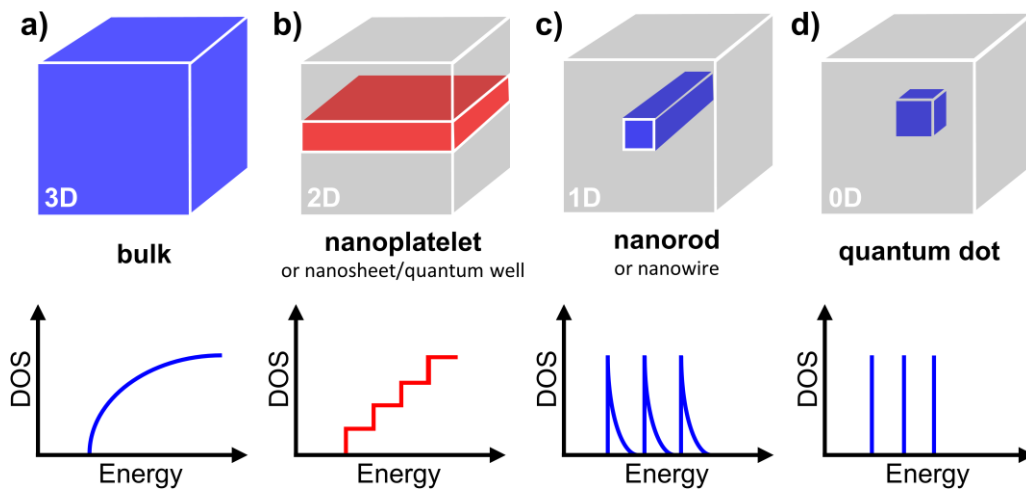 a)
b)
c)
d)
3D
2D
1D
0D
bulk
nanoplatelet
or nanosheet/quantum well
nanorod
or nanowire
quantum dot
DOS
Energy
DOS
Energy
DOS
Energy
DOS
Energy